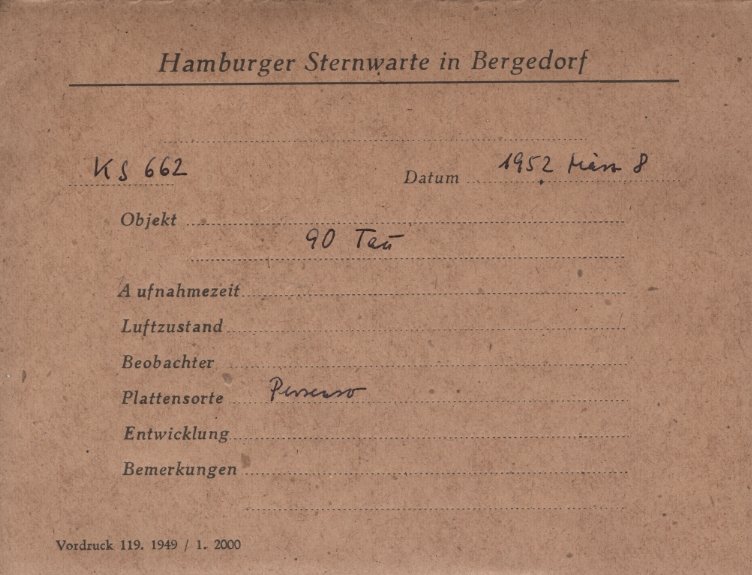 Hamburger Sternwarte in Bergedorf
KS 662 Datum 1952 März 8
Objekt
90 Tau
Aufnahmezeit
Luftzustand
Beobachter
Plattensorte Persenso
Entwicklung
Bemerkungen
Vordruck 119. 1949 / 1. 2000